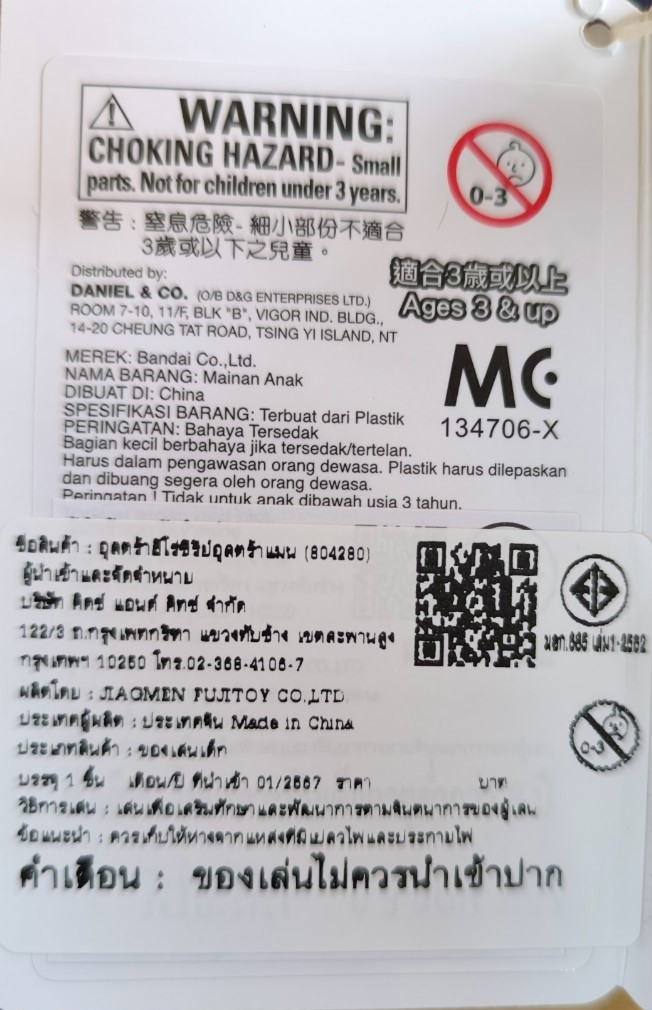 WARNING:
CHOKING HAZARD- Small
parts. Not for children under 3 years.
0-3
警告：窒息危險-細小部份不適合
3歲或以下之兒童。
適合3歲或以上
Ages 3 & up
Distributed by:
DANIEL & CO. (O/B D&G ENTERPRISES LTD.)
ROOM 7-10, 11/F, BLK "B", VIGOR IND. BLDG.,
14-20 CHEUNG TAT ROAD, TSING YI ISLAND, NT
MEREK: Bandai Co.,Ltd.
NAMA BARANG: Mainan Anak
DIBUAT DI: China
SPESIFIKASI BARANG: Terbuat dari Plastik
PERINGATAN: Bahaya Tersedak
Bagian kecil berbahaya jika tersedak/tertelan.
Harus dalam pengawasan orang dewasa. Plastik harus dilepaskan
dan dibuang segera oleh orang dewasa.
Peringatan ! Tidak untuk anak dibawah usia 3 tahun.
MC
134706-X
ชื่อสินค้า : อุลตร้าฮีโร่ซีรีย์อุลตร้าแมน (804280)
ผู้นำเข้าและจัดจำหน่าย
บริษัท คิดซ์ แอนด์ คิทซ์ จำกัด
122/3 ถ.กรุงเทพกรีฑา แขวงทับช้าง เขตสะพานสูง
กรุงเทพฯ 10250 โทร.02-368-4106-7
ผลิตโดย : JIAOMEN FUJITOY CO.,LTD
ประเทศผู้ผลิต : ประเทศจีน Made in China
ประเภทสินค้า : ของเล่นเด็ก
บรรจุ 1 ชิ้น เดือน/ปี ที่นำเข้า 01/2567 ราคา บาท
วิธีการเล่น : เล่นเพื่อเสริมทักษะและพัฒนาการตามจินตนาการของผู้เล่น
ข้อแนะนำ : ควรเก็บให้ห่างจากแหล่งที่มีเปลวไฟและประกายไฟ
คำเตือน : ของเล่นไม่ควรนำเข้าปาก
มอก.685 เล่ม1-2562
0-3